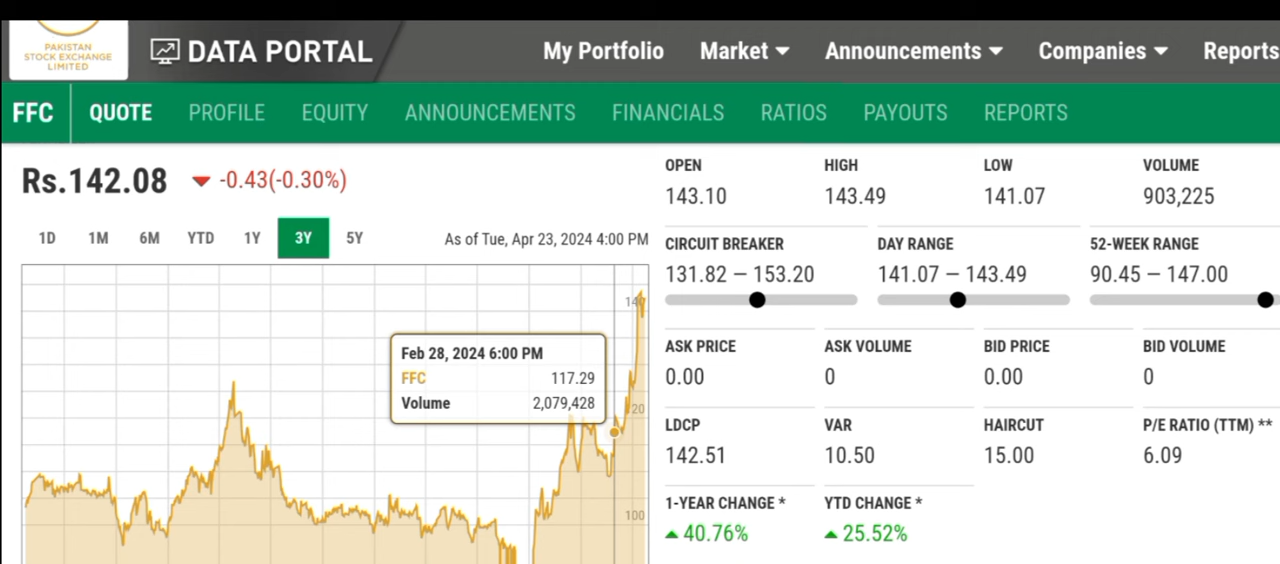 PAKISTAN
STOCK EXCHANGE
LIMITED
DATA PORTAL
My Portfolio Market Announcements Companies Reports
FFC QUOTE PROFILE EQUITY ANNOUNCEMENTS FINANCIALS RATIOS PAYOUTS REPORTS
Rs.142.08 -0.43(-0.30%)
1D 1M 6M YTD 1Y 3Y 5Y As of Tue, Apr 23, 2024 4:00 PM
140
Feb 28, 2024 6:00 PM
FFC 117.29
Volume 2,079,428
120
100
OPEN HIGH LOW VOLUME
143.10 143.49 141.07 903,225
CIRCUIT BREAKER DAY RANGE 52-WEEK RANGE
131.82 — 153.20 141.07 — 143.49 90.45 — 147.00
ASK PRICE ASK VOLUME BID PRICE BID VOLUME
0.00 0 0.00 0
LDCP VAR HAIRCUT P/E RATIO (TTM) **
142.51 10.50 15.00 6.09
1-YEAR CHANGE * YTD CHANGE *
40.76% 25.52%